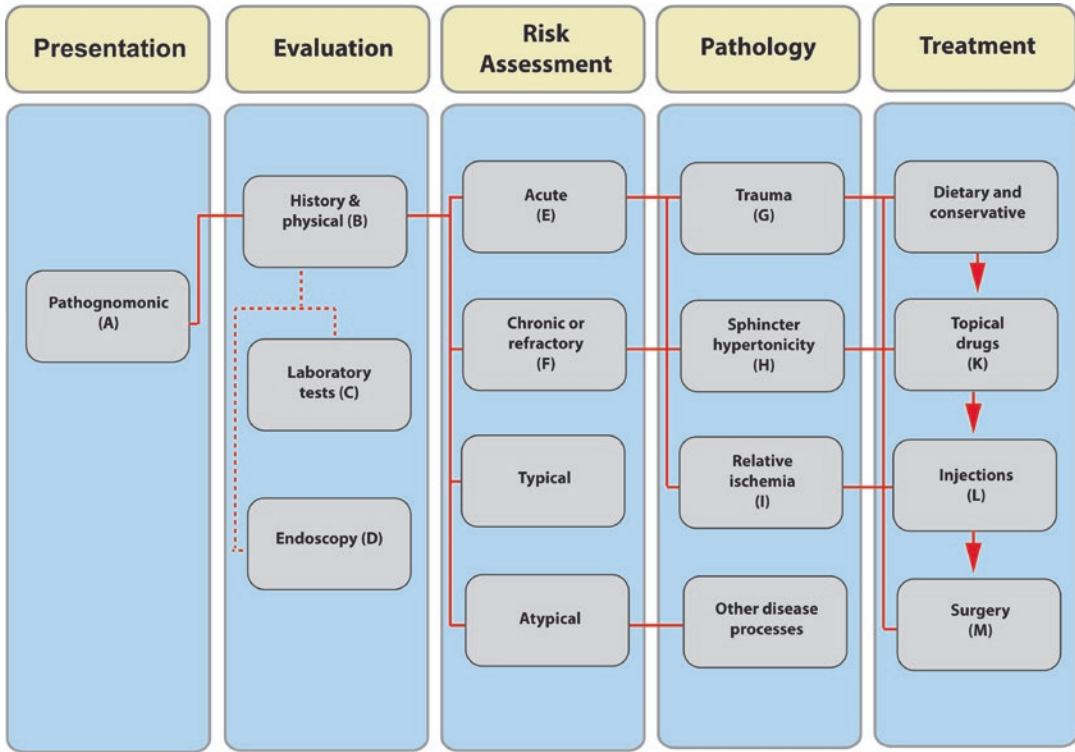 Presentation
Evaluation
Risk
Assessment
Pathology
Treatment
Pathognomonic
(A)
History &
physical (B)
Laboratory
tests (C)
Endoscopy (D)
Acute
(E)
Chronic or
refractory
(F)
Typical
Atypical
Trauma
(G)
Sphincter
hypertonicity
(H)
Relative
ischemia
(I)
Other disease
processes
Dietary and
conservative
Topical
drugs
(K)
Injections
(L)
Surgery
(M)